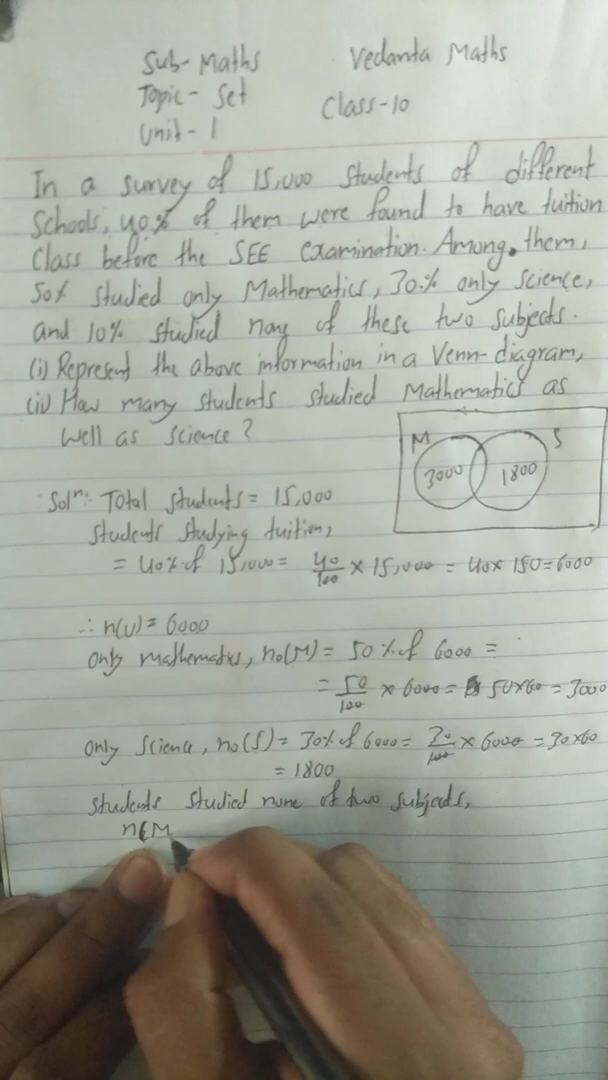 Sub- Maths Vedanta Maths
Topic- Set Class-10
Unit- 1
In a survey of 15,000 students of different
Schools, 40% of them were found to have tuition
Class before the SEE examination. Among them,
50% studied only Mathematics, 30% only science,
and 10% studied none of these two subjects.
(i) Represent the above information in a Venn-diagram,
(ii) How many students studied Mathematics as
well as science?
M S
3000 1800
Solⁿ: Total students = 15,000
students studying tuition,
= 40% of 15,000 = 40/100 × 15,000 = 40 × 150 = 6000
∴ n(U) = 6000
Only mathematics, no(M) = 50% of 6000 =
= 50/100 × 6000 = 50×60 = 3000
Only Science, no(S) = 30% of 6000 = 30/100 × 6000 = 30×60
= 1800
students studied none of two subjects,
n(M